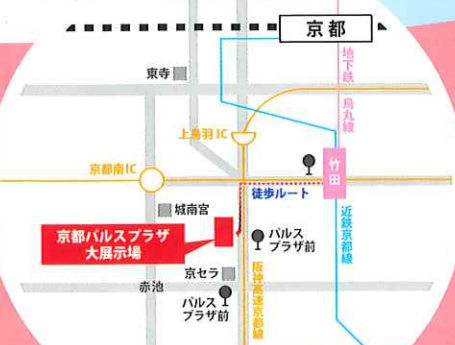 京都
地下鉄
烏丸線
東寺
上鳥羽IC
京都南IC
竹田
徒歩ルート
城南宮
京都パルスプラザ
大展示場
パルス
プラザ前
近鉄京都線
京セラ
赤池
パルス
プラザ前
阪神高速京都線